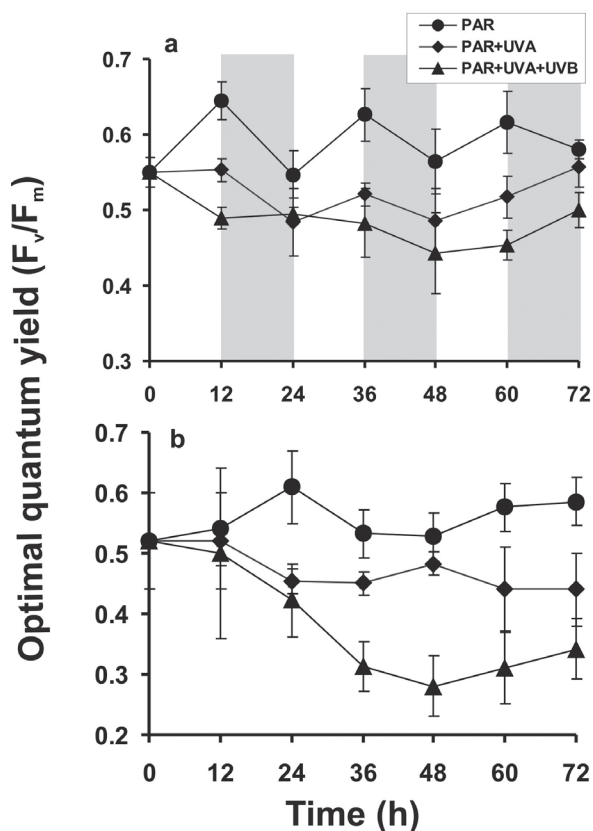 PAR
PAR+UVA
PAR+UVA+UVB
a
0.7
0.6
0.5
0.4
0.3
0 12 24 36 48 60 72
Optimal quantum yield (Fv/Fm)
b
0.7
0.6
0.5
0.4
0.3
0.2
0 12 24 36 48 60 72
Time (h)